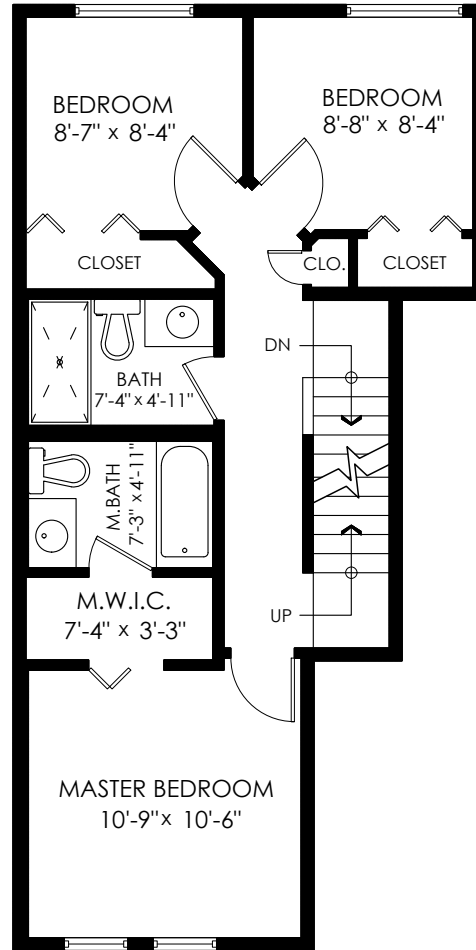 BEDROOM
8'-7" x 8'-4"
BEDROOM
8'-8" x 8'-4"
CLOSET
CLO.
CLOSET
DN
BATH
7'-4" x 4'-11"
M.BATH
7'-3" x 4'-11"
M.W.I.C.
7'-4" x 3'-3"
UP
MASTER BEDROOM
10'-9" x 10'-6"